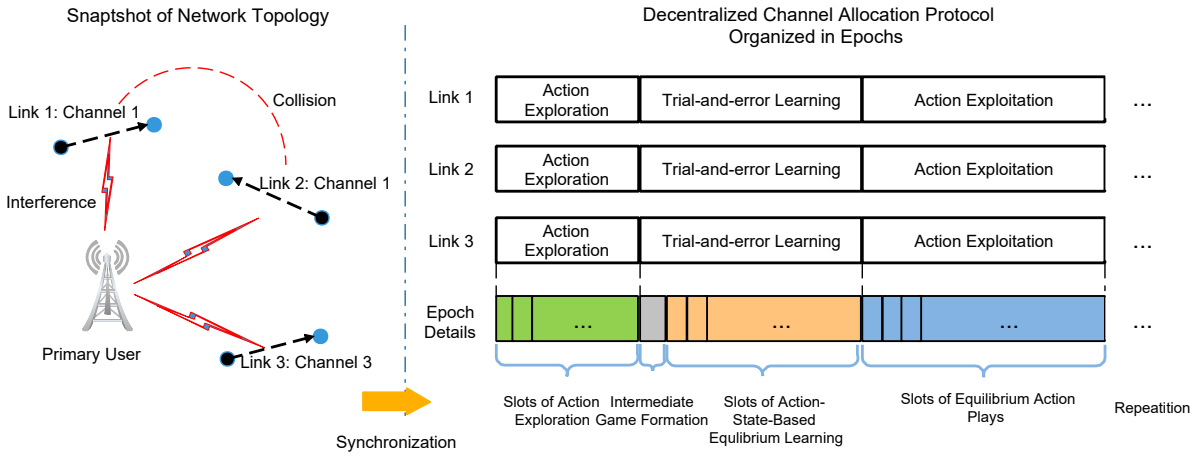 Snaptshot of Network Topology
Link 1: Channel 1
Collision
Link 2: Channel 1
Interference
Primary User
Link 3: Channel 3
Synchronization
Decentralized Channel Allocation Protocol
Organized in Epochs
Link 1
Action
Exploration
Trial-and-error Learning
Action Exploitation
...
Link 2
Action
Exploration
Trial-and-error Learning
Action Exploitation
...
Link 3
Action
Exploration
Trial-and-error Learning
Action Exploitation
...
Epoch
Details
...
...
...
...
Slots of Action
Exploration
Intermediate
Game Formation
Slots of Action-
State-Based
Equlibrium Learning
Slots of Equlibrium Action
Plays
Repeatition